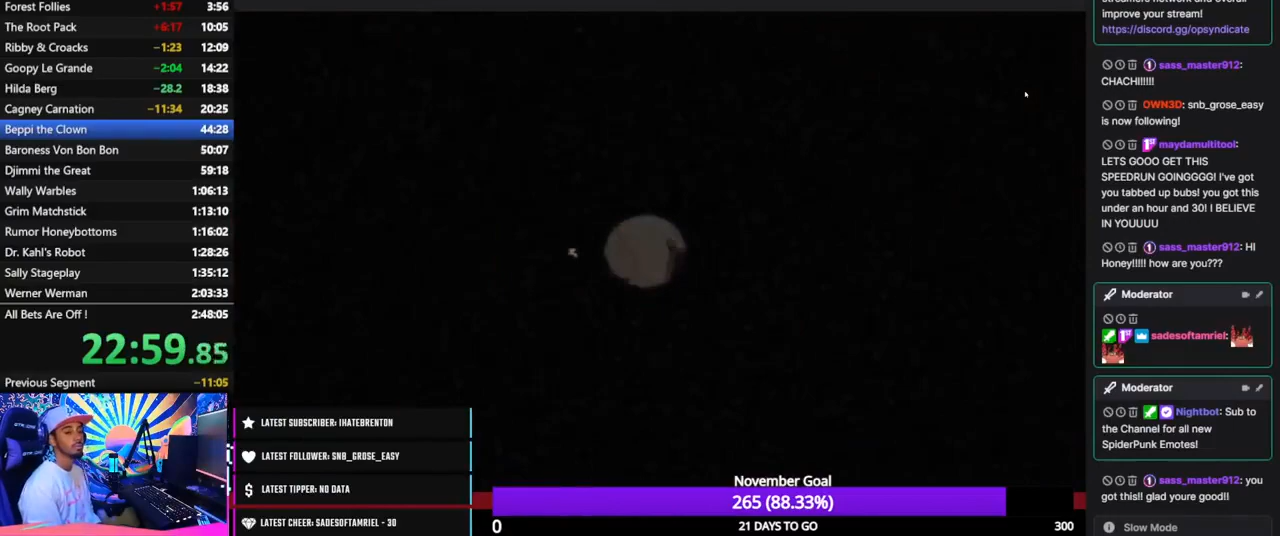 Forest Follies +1:57 3:56
The Root Pack +6:17 10:05
Ribby & Croacks −1:23 12:09
Goopy Le Grande −2:04 14:22
Hilda Berg −28.2 18:38
Cagney Carnation −11:34 20:25
Beppi the Clown 44:28
Baroness Von Bon Bon 50:07
Djimmi the Great 59:18
Wally Warbles 1:06:13
Grim Matchstick 1:13:10
Rumor Honeybottoms 1:16:02
Dr. Kahl's Robot 1:28:26
Sally Stageplay 1:35:12
Werner Werman 2:03:33
All Bets Are Off ! 2:48:05
22:59.85
Previous Segment −11:05
LATEST SUBSCRIBER: IHATEBRENTON
LATEST FOLLOWER: SNB_GROSE_EASY
LATEST TIPPER: NO DATA
LATEST CHEER: SADESOFTAMRIEL - 30
November Goal
265 (88.33%)
0 21 DAYS TO GO 300
improve your stream!
https://discord.gg/opsyndicate
sass_master912:
CHACHI!!!!!!
OWN3D: snb_grose_easy
is now following!
maydamultitool:
LETS GOOO GET THIS
SPEEDRUN GOINGGGG! I've got
you tabbed up bubs! you got this
under an hour and 30! I BELIEVE
IN YOUUUU
sass_master912: HI
Honey!!!!! how are you???
Moderator
sadesoftamriel:
Moderator
Nightbot: Sub to
the Channel for all new
SpiderPunk Emotes!
sass_master912: you
got this!! glad youre good!!
Slow Mode